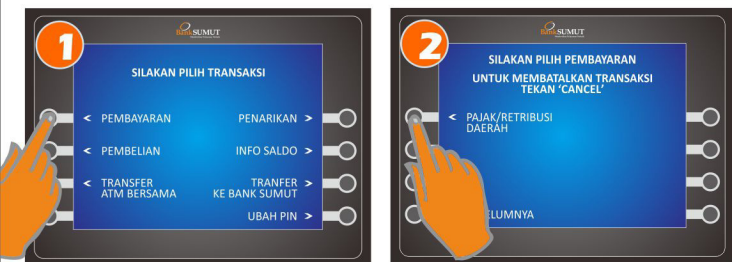 1
Bank SUMUT
SILAKAN PILIH TRANSAKSI
< PEMBAYARAN
PENARIKAN >
< PEMBELIAN
INFO SALDO >
< TRANSFER
ATM BERSAMA
TRANFER >
KE BANK SUMUT
UBAH PIN >
2
Bank SUMUT
SILAKAN PILIH PEMBAYARAN
UNTUK MEMBATALKAN TRANSAKSI
TEKAN ‘CANCEL’
< PAJAK/RETRIBUSI
DAERAH
ELUMNYA